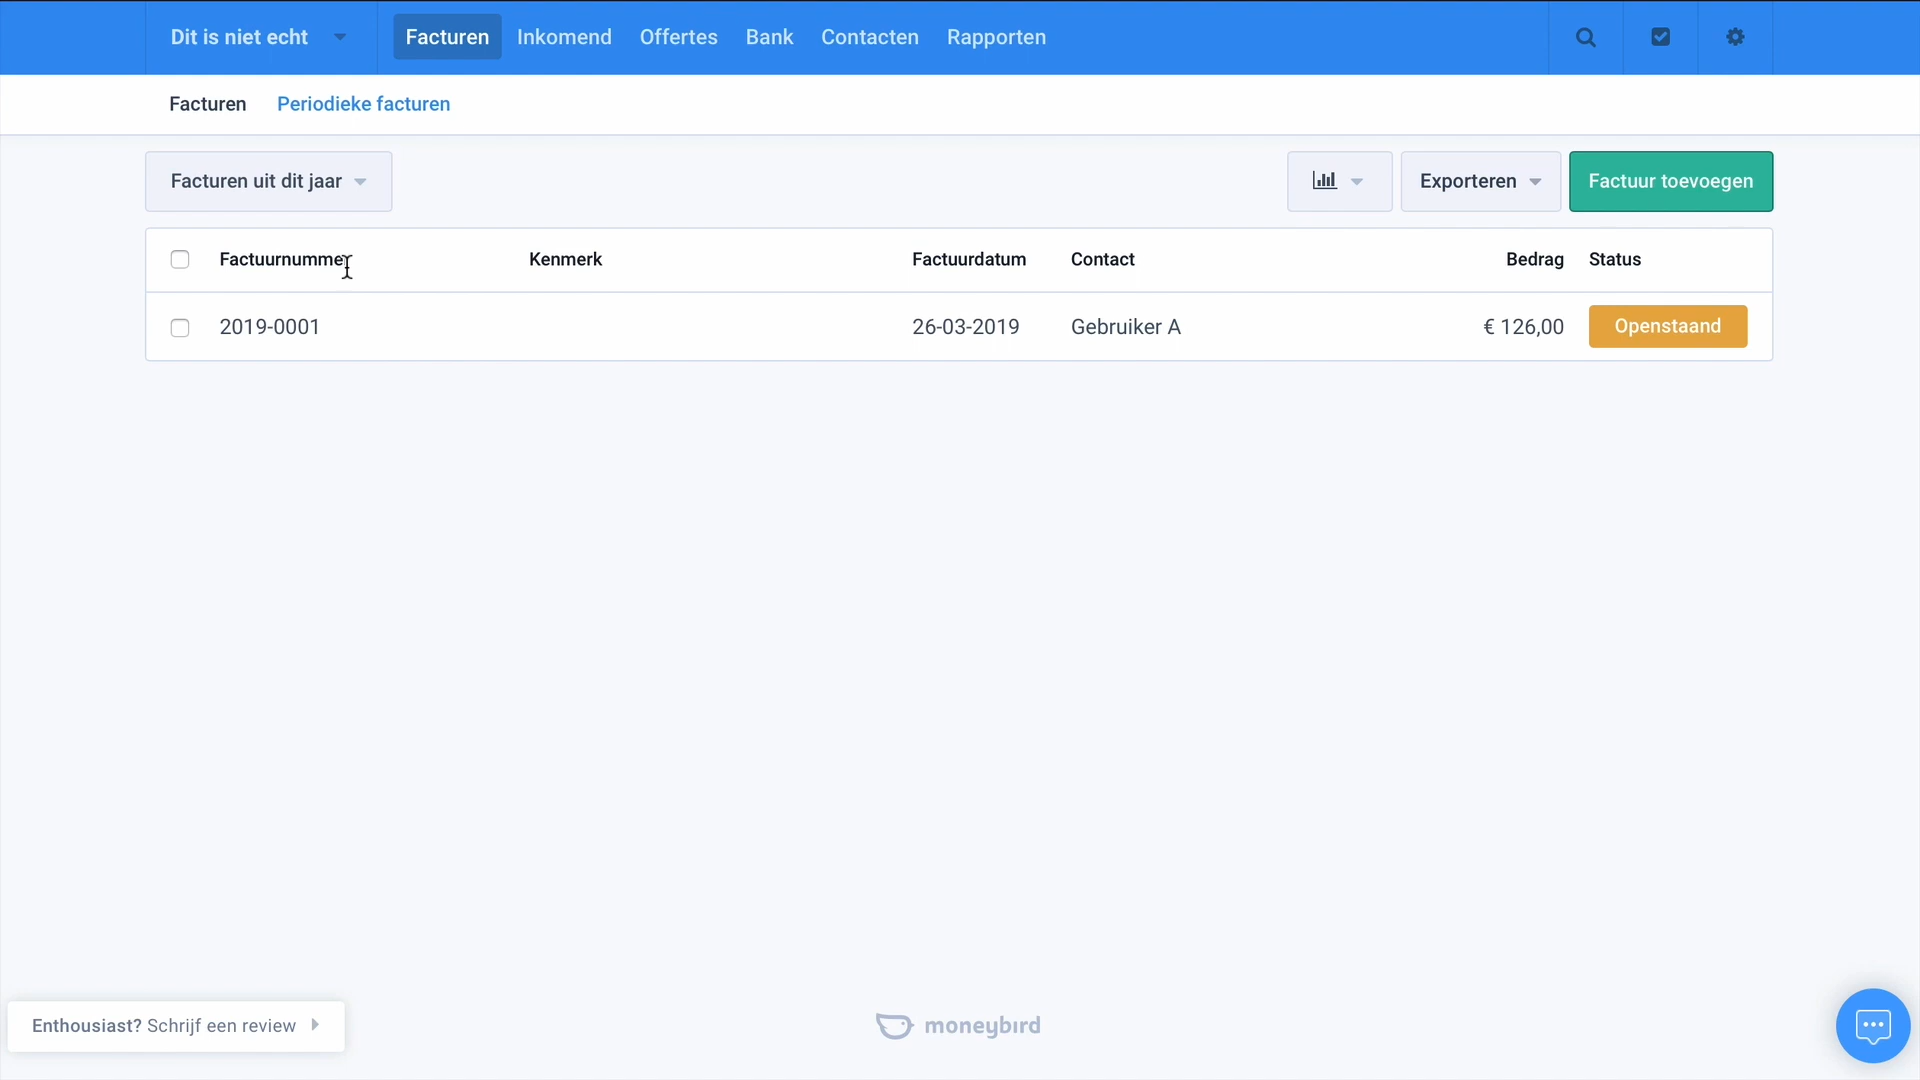 Dit is niet echt Facturen Inkomend Offertes Bank Contacten Rapporten
Facturen Periodieke facturen
Facturen uit dit jaar Exporteren Factuur toevoegen
Factuurnummer Kenmerk Factuurdatum Contact Bedrag Status
2019-0001 26-03-2019 Gebruiker A € 126,00 Openstaand
Enthousiast? Schrijf een review
moneybird